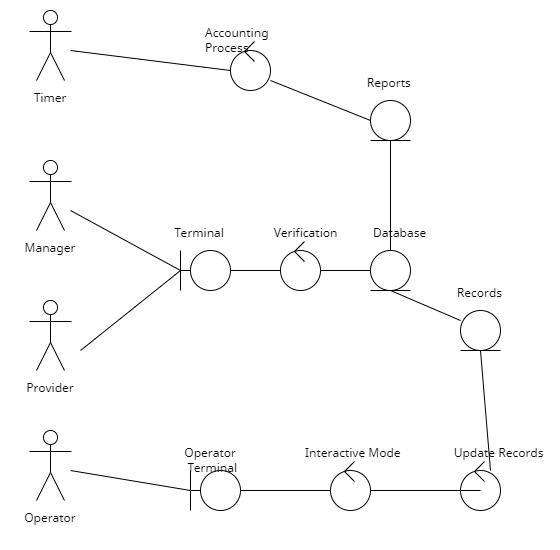 Accounting
Process
Timer
Reports
Manager
Terminal
Verification
Database
Records
Provider
Operator
Terminal
Interactive Mode
Update Records
Operator